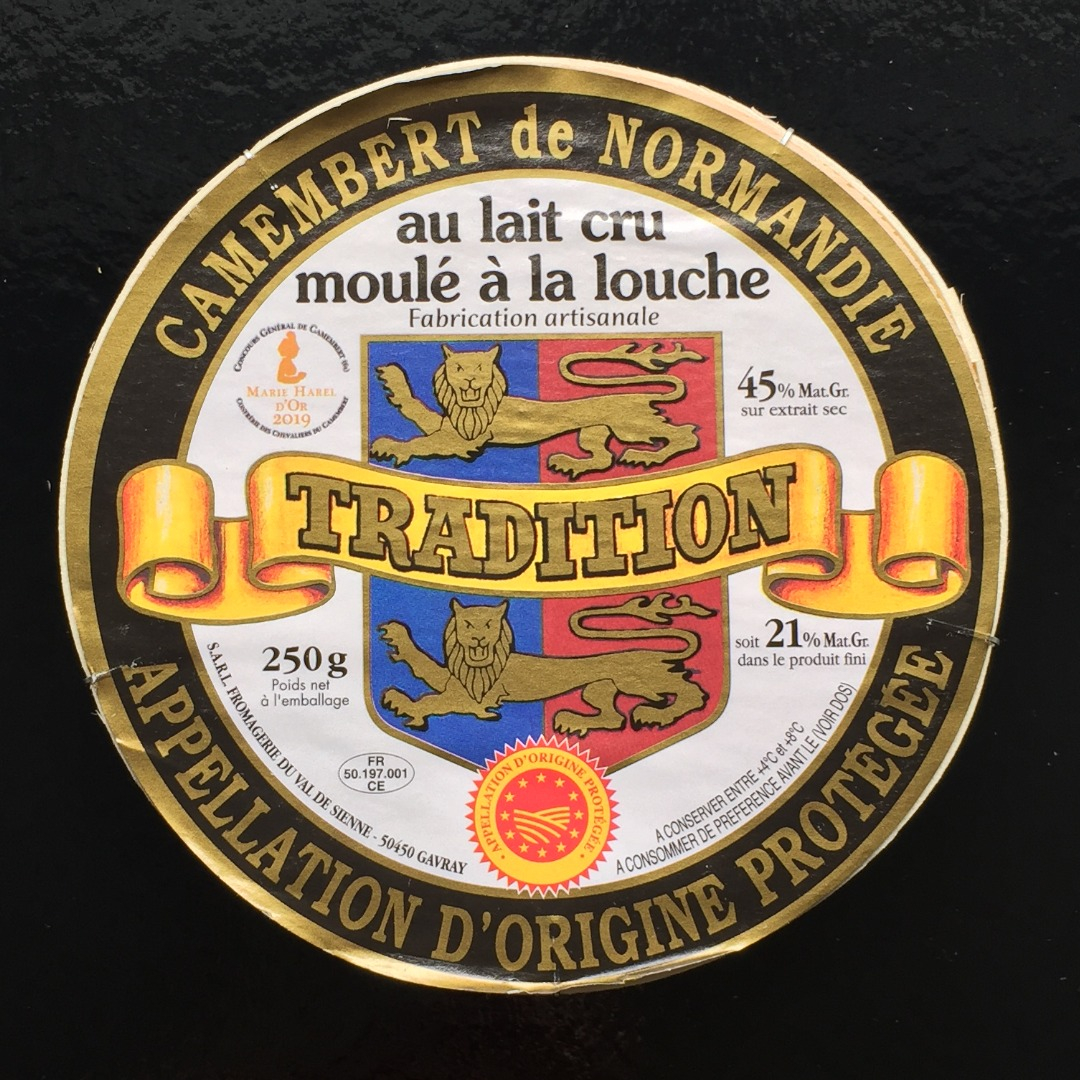 CAMEMBERT de NORMANDIE
au lait cru
moulé à la louche
Fabrication artisanale
CONCOURS GÉNÉRAL DE CAMEMBERT (61)
MARIE HAREL
D'OR
2019
CONFRÉRIE DES CHEVALIERS DU CAMEMBERT
45% Mat.Gr.
sur extrait sec
TRADITION
250g
Poids net
à l'emballage
soit 21% Mat.Gr.
dans le produit fini
S.A.R.L. FROMAGERIE DU VAL DE SIENNE - 50450 GAVRAY
FR
50.197.001
CE
APPELLATION D'ORIGINE PROTÉGÉE
A CONSERVER ENTRE +4°C et +8°C
A CONSOMMER DE PREFERENCE AVANT LE (VOIR DOS)
APPELLATION D'ORIGINE PROTÉGÉE